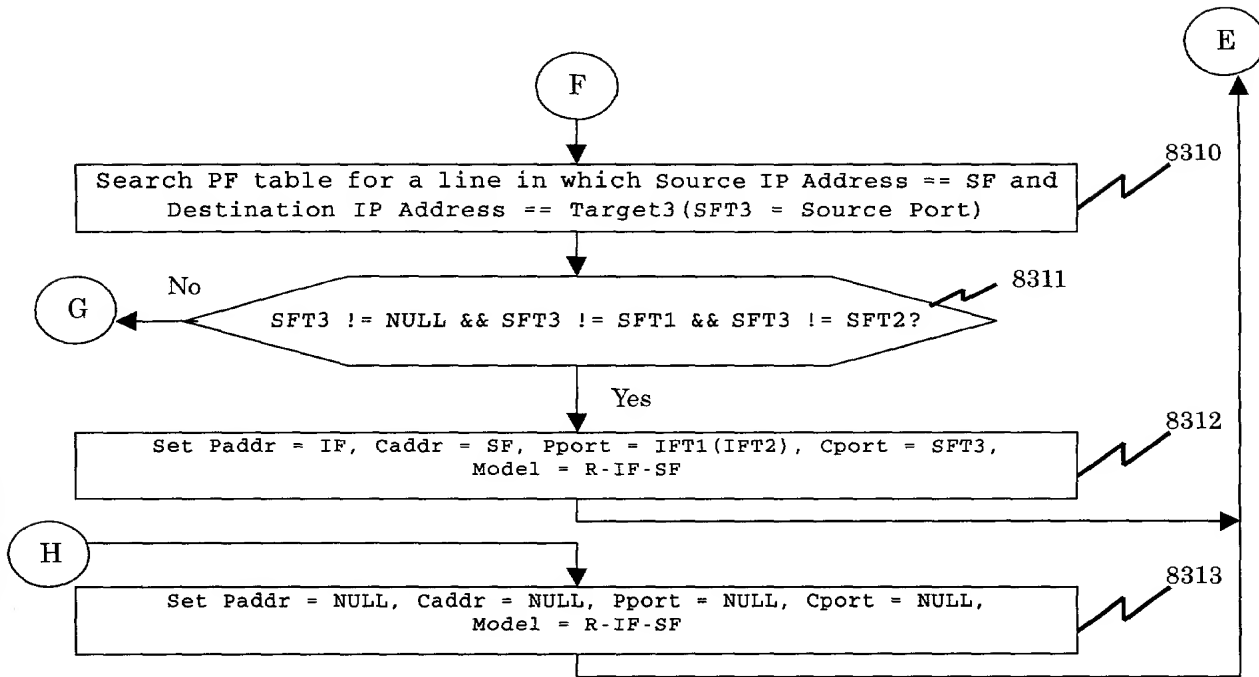 E
F
8310
Search PF table for a line in which Source IP Address == SF and
Destination IP Address == Target3(SFT3 = Source Port)
No
8311
G
SFT3 != NULL && SFT3 != SFT1 && SFT3 != SFT2?
Yes
8312
Set Paddr = IF, Caddr = SF, Pport = IFT1(IFT2), Cport = SFT3,
Model = R-IF-SF
H
8313
Set Paddr = NULL, Caddr = NULL, Pport = NULL, Cport = NULL,
Model = R-IF-SF